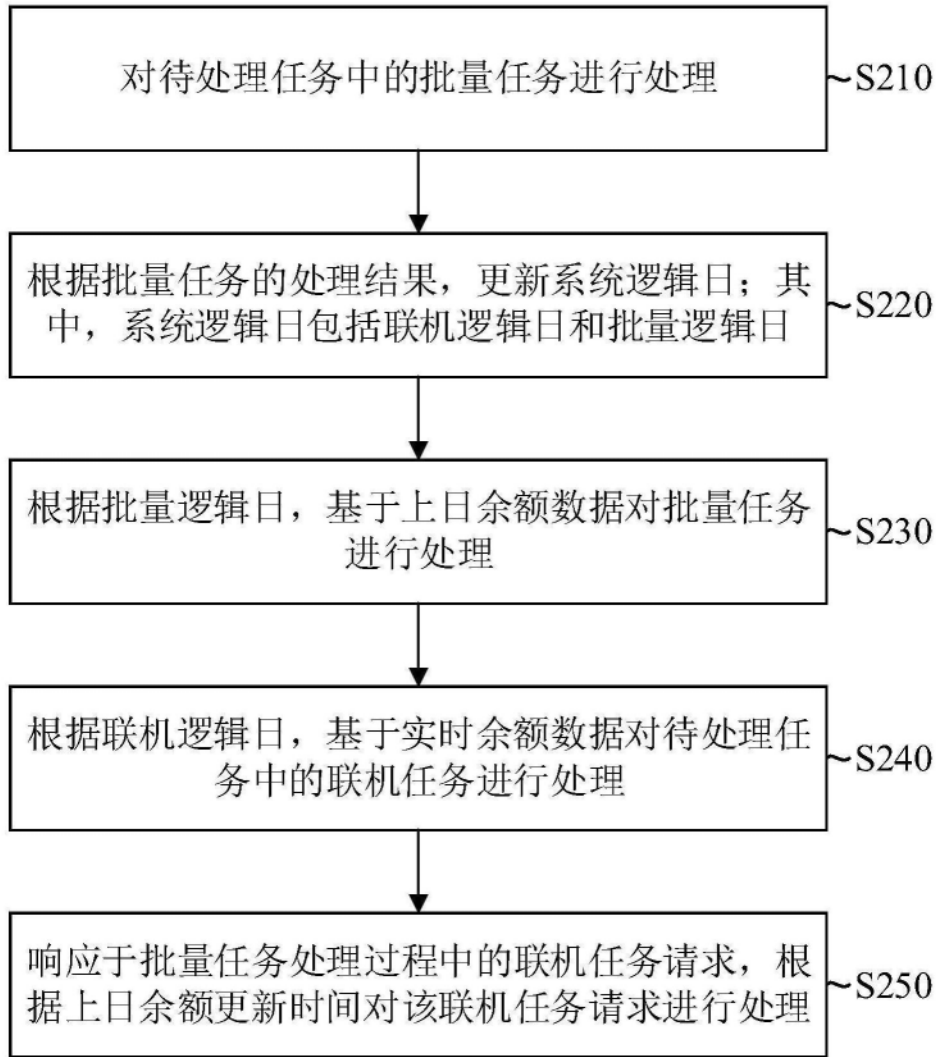 对待处理任务中的批量任务进行处理
~S210
根据批量任务的处理结果，更新系统逻辑日；其
中，系统逻辑日包括联机逻辑日和批量逻辑日
~S220
根据批量逻辑日，基于上日余额数据对批量任务
进行处理
~S230
根据联机逻辑日，基于实时余额数据对待处理任
务中的联机任务进行处理
~S240
响应于批量任务处理过程中的联机任务请求，根
据上日余额更新时间对该联机任务请求进行处理
~S250